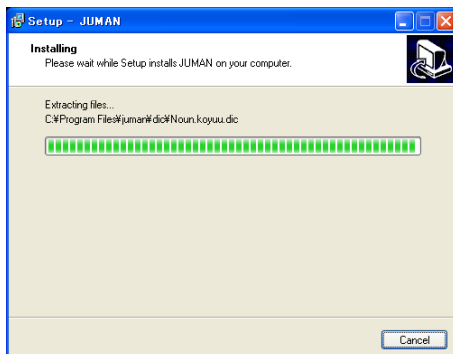 Setup - JUMAN
Installing
Please wait while Setup installs JUMAN on your computer.
Extracting files...
C:¥Program Files¥juman¥dic¥Noun.koyuu.dic
Cancel